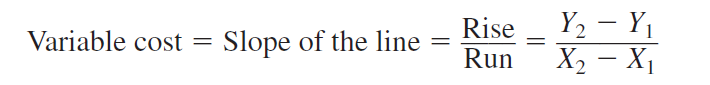 Variable cost = Slope of the line = Rise / Run = Y₂ − Y₁ / X₂ − X₁